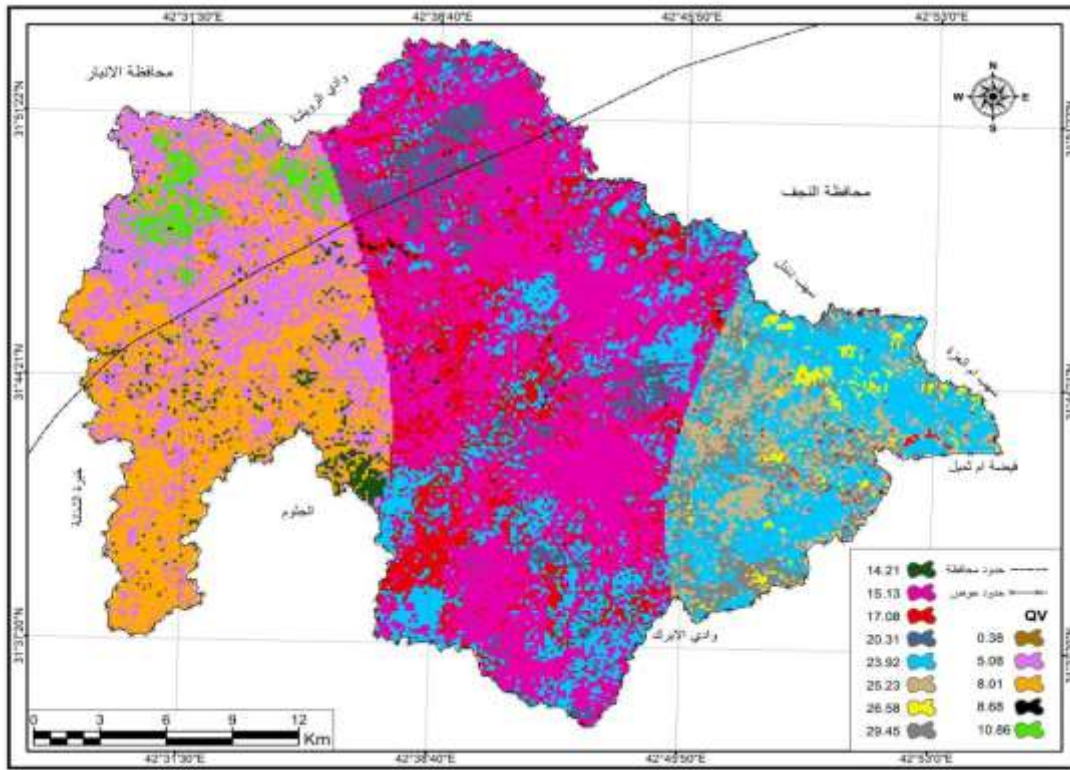 42°31'30"E 42°38'40"E 42°45'50"E 42°53'0"E
محافظة الانبار
وادي الرويشا
N
W E
S
31°51'22"N
محافظة النجف
31°44'21"N
فيضة ام ثميل
الجلوم
وادي الابرك
31°37'20"N
14.21 حدود محافظة
15.13 حدود حوض
17.08 QV
20.31 0.38
23.92 5.08
25.23 8.01
26.58 8.68
29.45 10.86
0 3 6 9 12
Km
42°31'30"E 42°38'40"E 42°45'50"E 42°53'0"E